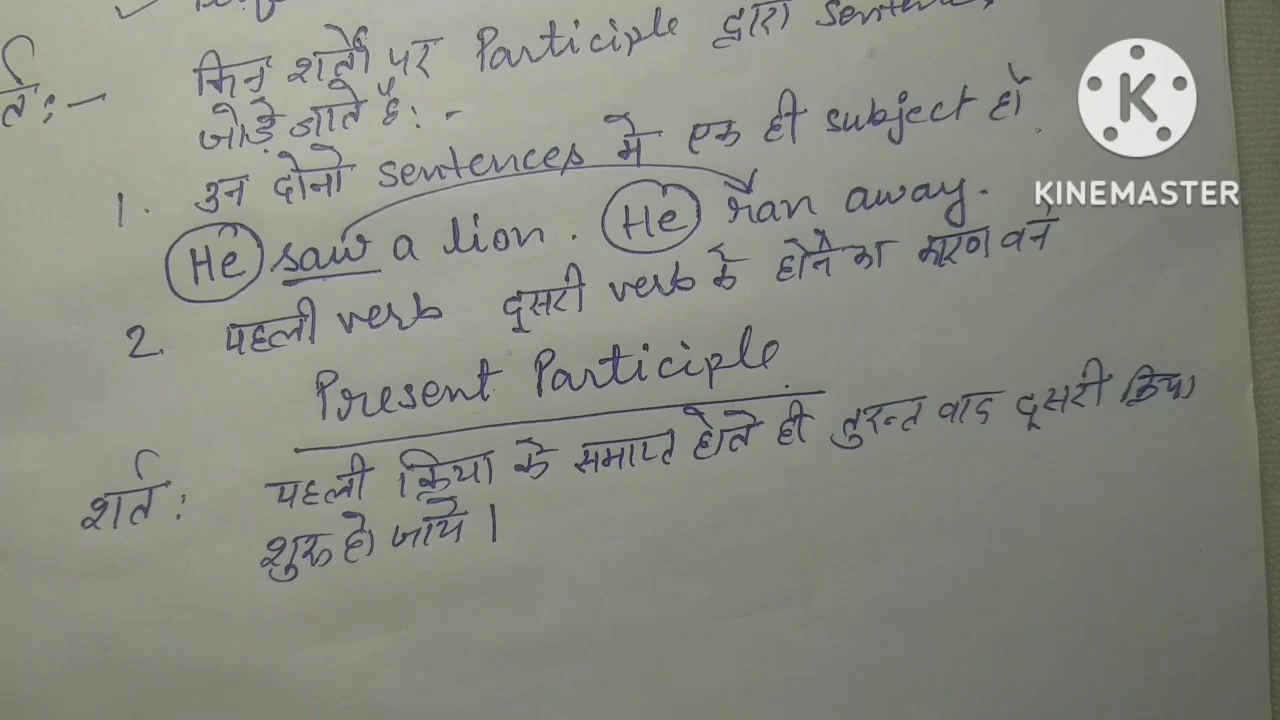 र्त:-
किन शर्तों पर Participle द्वारा Sentences
जोड़े जाते है:-
1. उन दोनो sentences मे एक ही subject हो.
He saw a lion. He ran away.
2. पहली verb दूसरी verb के होने का कारण बने
Present Participle
शर्त: पहली क्रिया के समाप्त होते ही तुरन्त बाद दूसरी क्रिया
शुरू हो जाये।
K
KINEMASTER